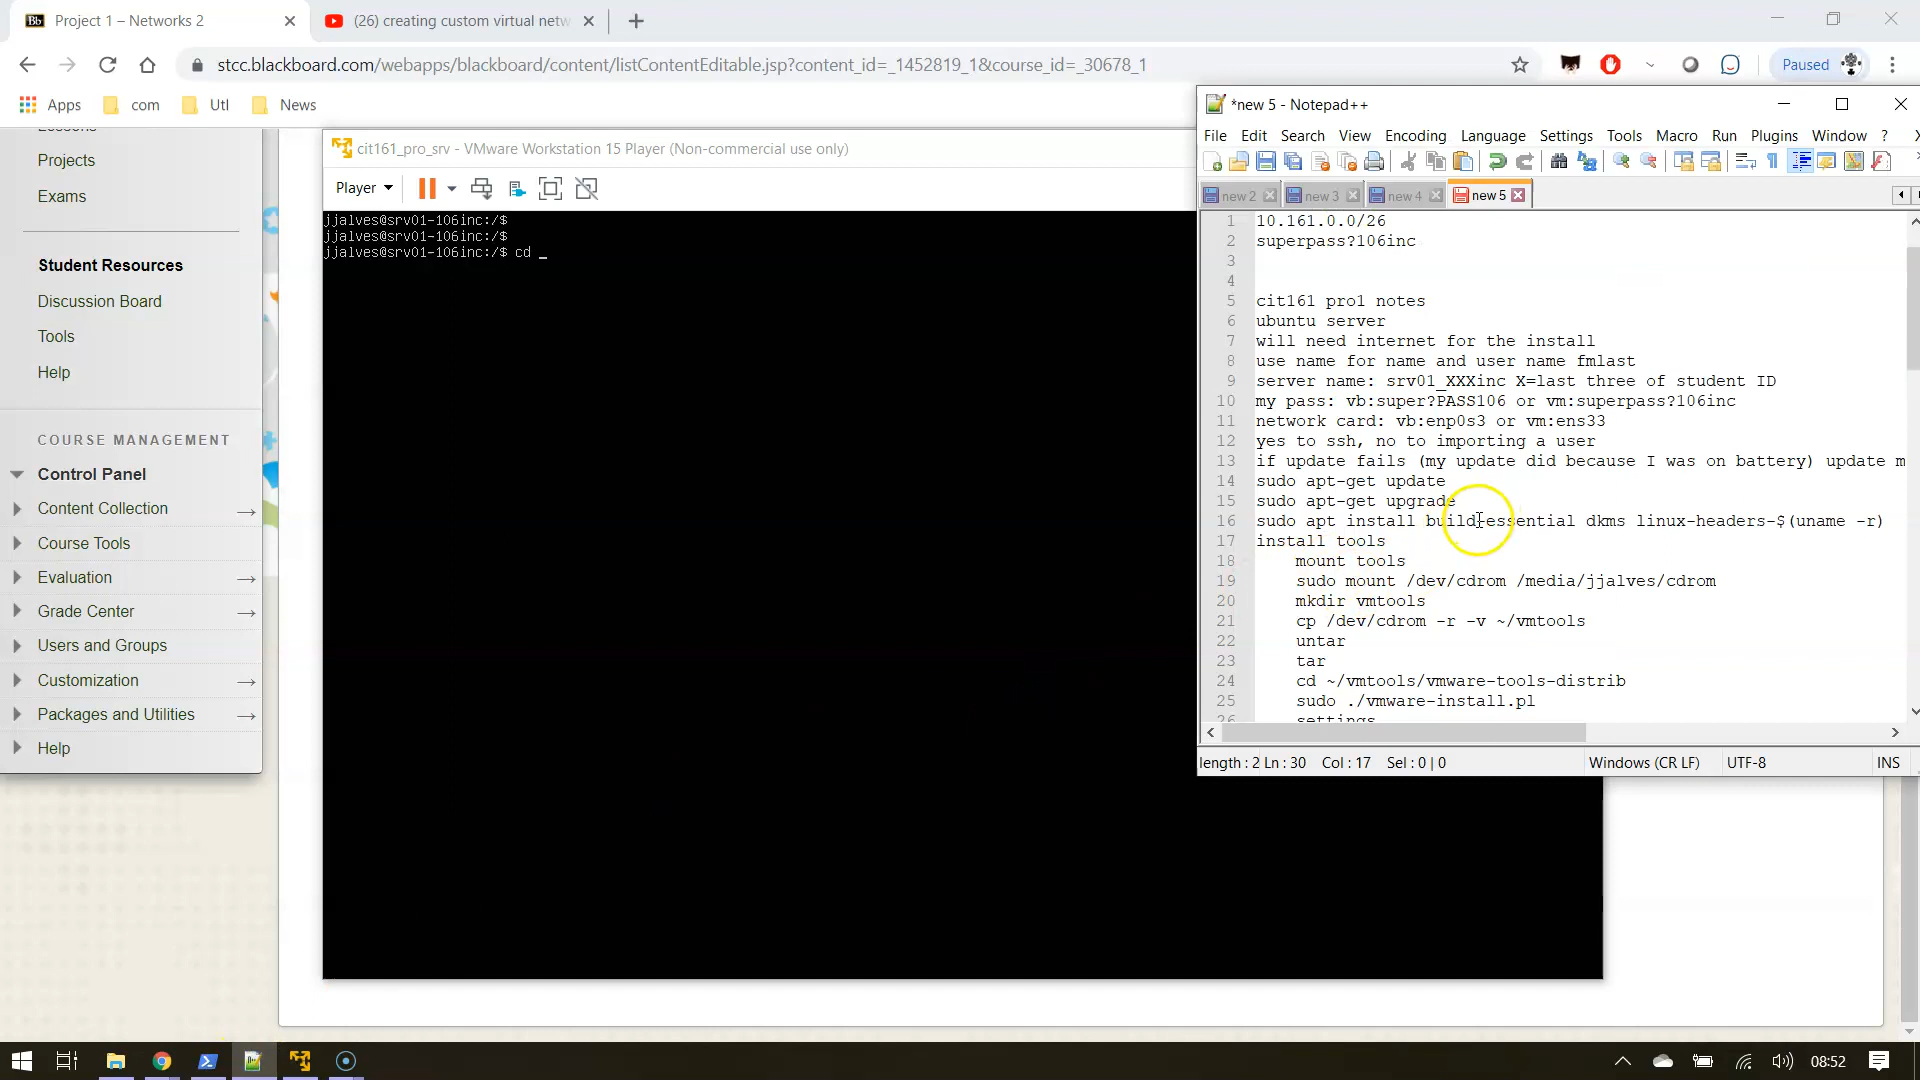 Project 1 – Networks 2
(26) creating custom virtual netw
stcc.blackboard.com/webapps/blackboard/content/listContentEditable.jsp?content_id=_1452819_1&course_id=_30678_1
Paused
Apps
com
Utl
News
Projects
Exams
Student Resources
Discussion Board
Tools
Help
COURSE MANAGEMENT
Control Panel
Content Collection
Course Tools
Evaluation
Grade Center
Users and Groups
Customization
Packages and Utilities
Help
cit161_pro_srv - VMware Workstation 15 Player (Non-commercial use only)
Player
jjalves@srv01-106inc:/$
jjalves@srv01-106inc:/$
jjalves@srv01-106inc:/$ cd _
*new 5 - Notepad++
File Edit Search View Encoding Language Settings Tools Macro Run Plugins Window ? X
new 2
new 3
new 4
new 5
1 10.161.0.0/26
2 superpass?106inc
3
4
5 cit161 pro1 notes
6 ubuntu server
7 will need internet for the install
8 use name for name and user name fmlast
9 server name: srv01_XXXinc X=last three of student ID
10 my pass: vb:super?PASS106 or vm:superpass?106inc
11 network card: vb:enp0s3 or vm:ens33
12 yes to ssh, no to importing a user
13 if update fails (my update did because I was on battery) update m
14 sudo apt-get update
15 sudo apt-get upgrade
16 sudo apt install build-essential dkms linux-headers-$(uname -r)
17 install tools
18 mount tools
19 sudo mount /dev/cdrom /media/jjalves/cdrom
20 mkdir vmtools
21 cp /dev/cdrom -r -v ~/vmtools
22 untar
23 tar
24 cd ~/vmtools/vmware-tools-distrib
25 sudo ./vmware-install.pl
26 settings
length : 2 Ln : 30 Col : 17 Sel : 0 | 0
Windows (CR LF)
UTF-8
INS
08:52